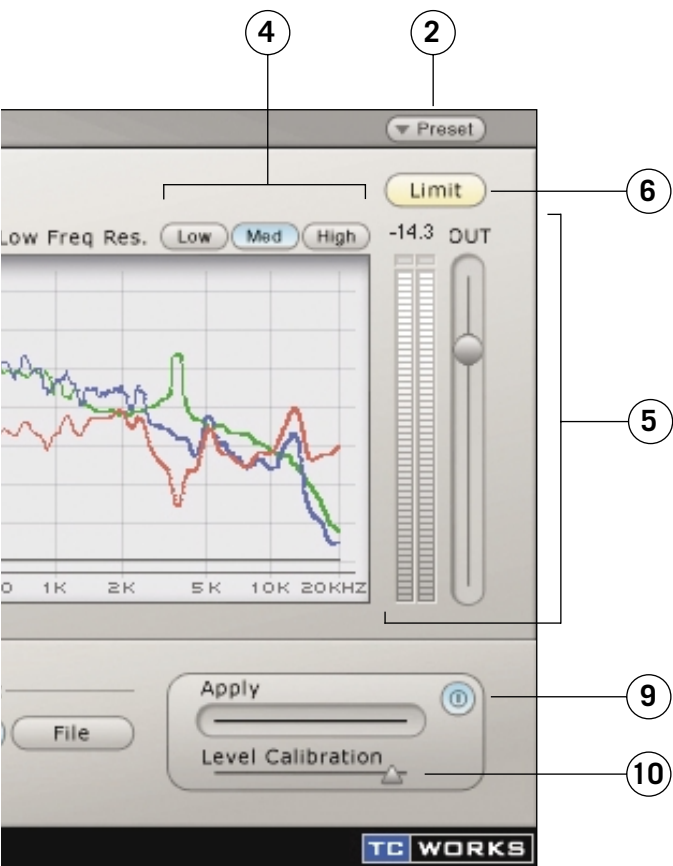 4
2
Preset
Limit
6
Low Freq Res. Low Med High
-14.3 OUT
5
1K 2K 5K 10K 20KHZ
Apply
9
File
Level Calibration
10
TC WORKS